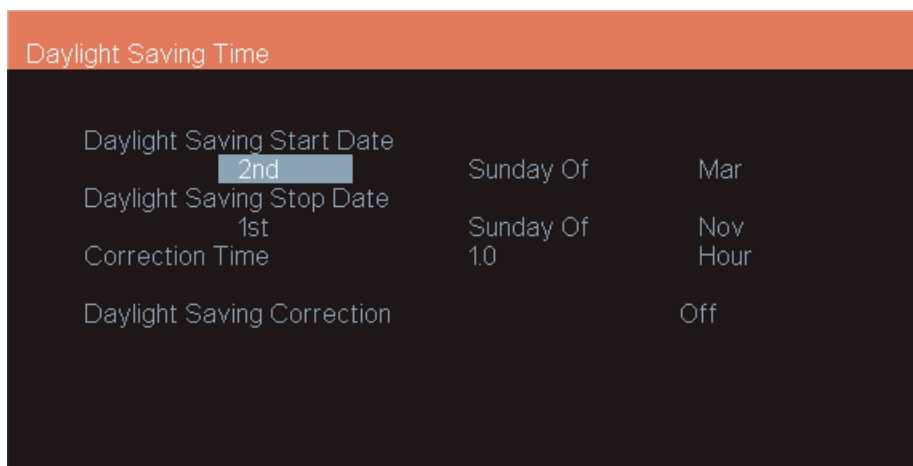 Daylight Saving Time
Daylight Saving Start Date
2nd Sunday Of Mar
Daylight Saving Stop Date
1st Sunday Of Nov
Correction Time 1.0 Hour
Daylight Saving Correction Off